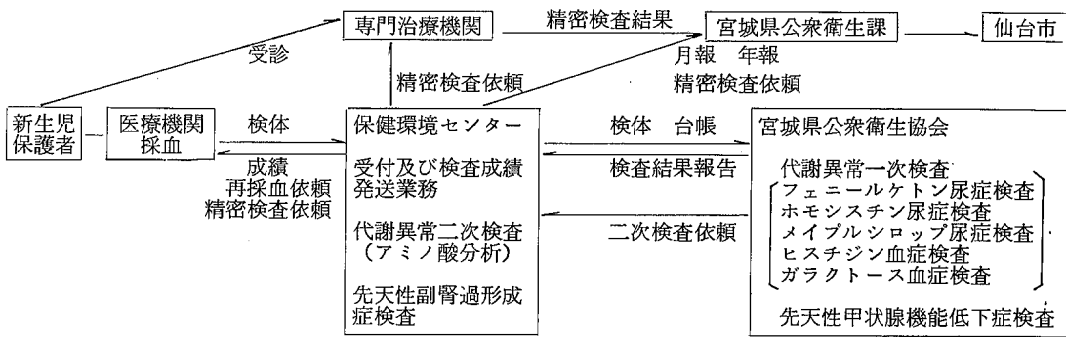 専門治療機関
精密検査結果
宮城県公衆衛生課
仙台市
受診
月報 年報
精密検査依頼
精密検査依頼
新生児
保護者
医療機関
採血
検体
成績
再採血依頼
精密検査依頼
保健環境センター
受付及び検査成績
発送業務
代謝異常二次検査
(アミノ酸分析)
先天性副腎過形成
症検査
検体 台帳
検査結果報告
二次検査依頼
宮城県公衆衛生協会
代謝異常一次検査
フェニールケトン尿症検査
ホモシスチン尿症検査
メイプルシロップ尿症検査
ヒスチジン血症検査
ガラクトース血症検査
先天性甲状腺機能低下症検査